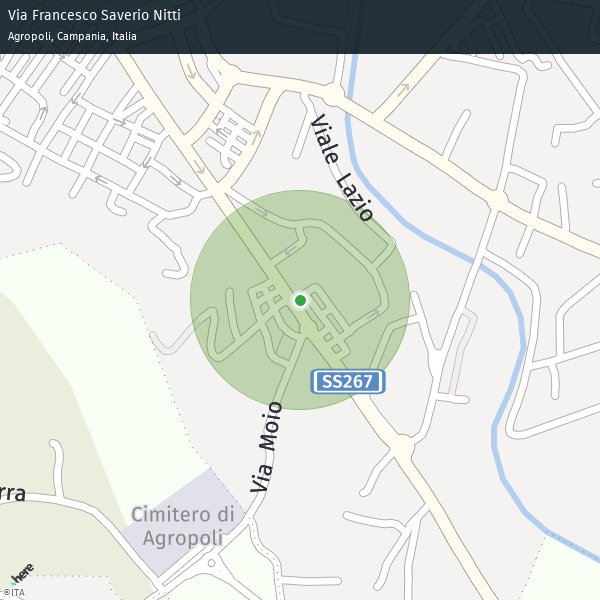 Via Francesco Saverio Nitti
Agropoli, Campania, Italia
Viale Lazio
SS267
Via Moio
rra
Cimitero di
Agropoli
here
©ITA